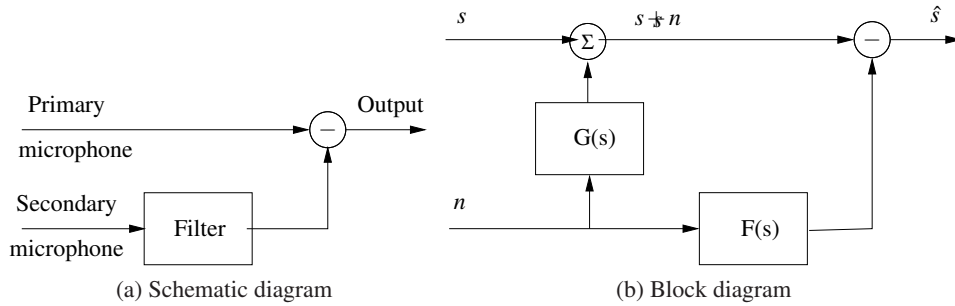 Primary
microphone
Output
−
Secondary
microphone
Filter
(a) Schematic diagram
s
Σ
n
−
ŝ
G(s)
n
F(s)
(b) Block diagram